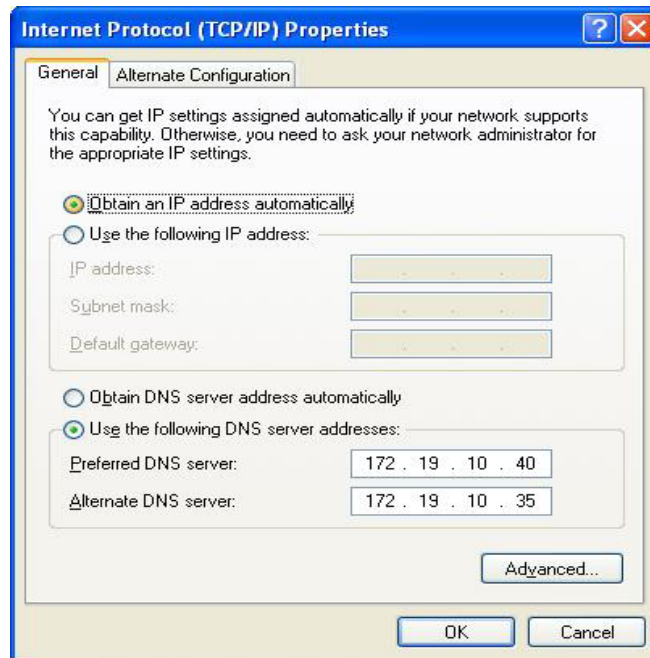 Internet Protocol (TCP/IP) Properties
General
Alternate Configuration
You can get IP settings assigned automatically if your network supports
this capability. Otherwise, you need to ask your network administrator for
the appropriate IP settings.
Obtain an IP address automatically
Use the following IP address:
IP address:
Subnet mask:
Default gateway:
Obtain DNS server address automatically
Use the following DNS server addresses:
Preferred DNS server: 172 . 19 . 10 . 40
Alternate DNS server: 172 . 19 . 10 . 35
Advanced...
OK
Cancel